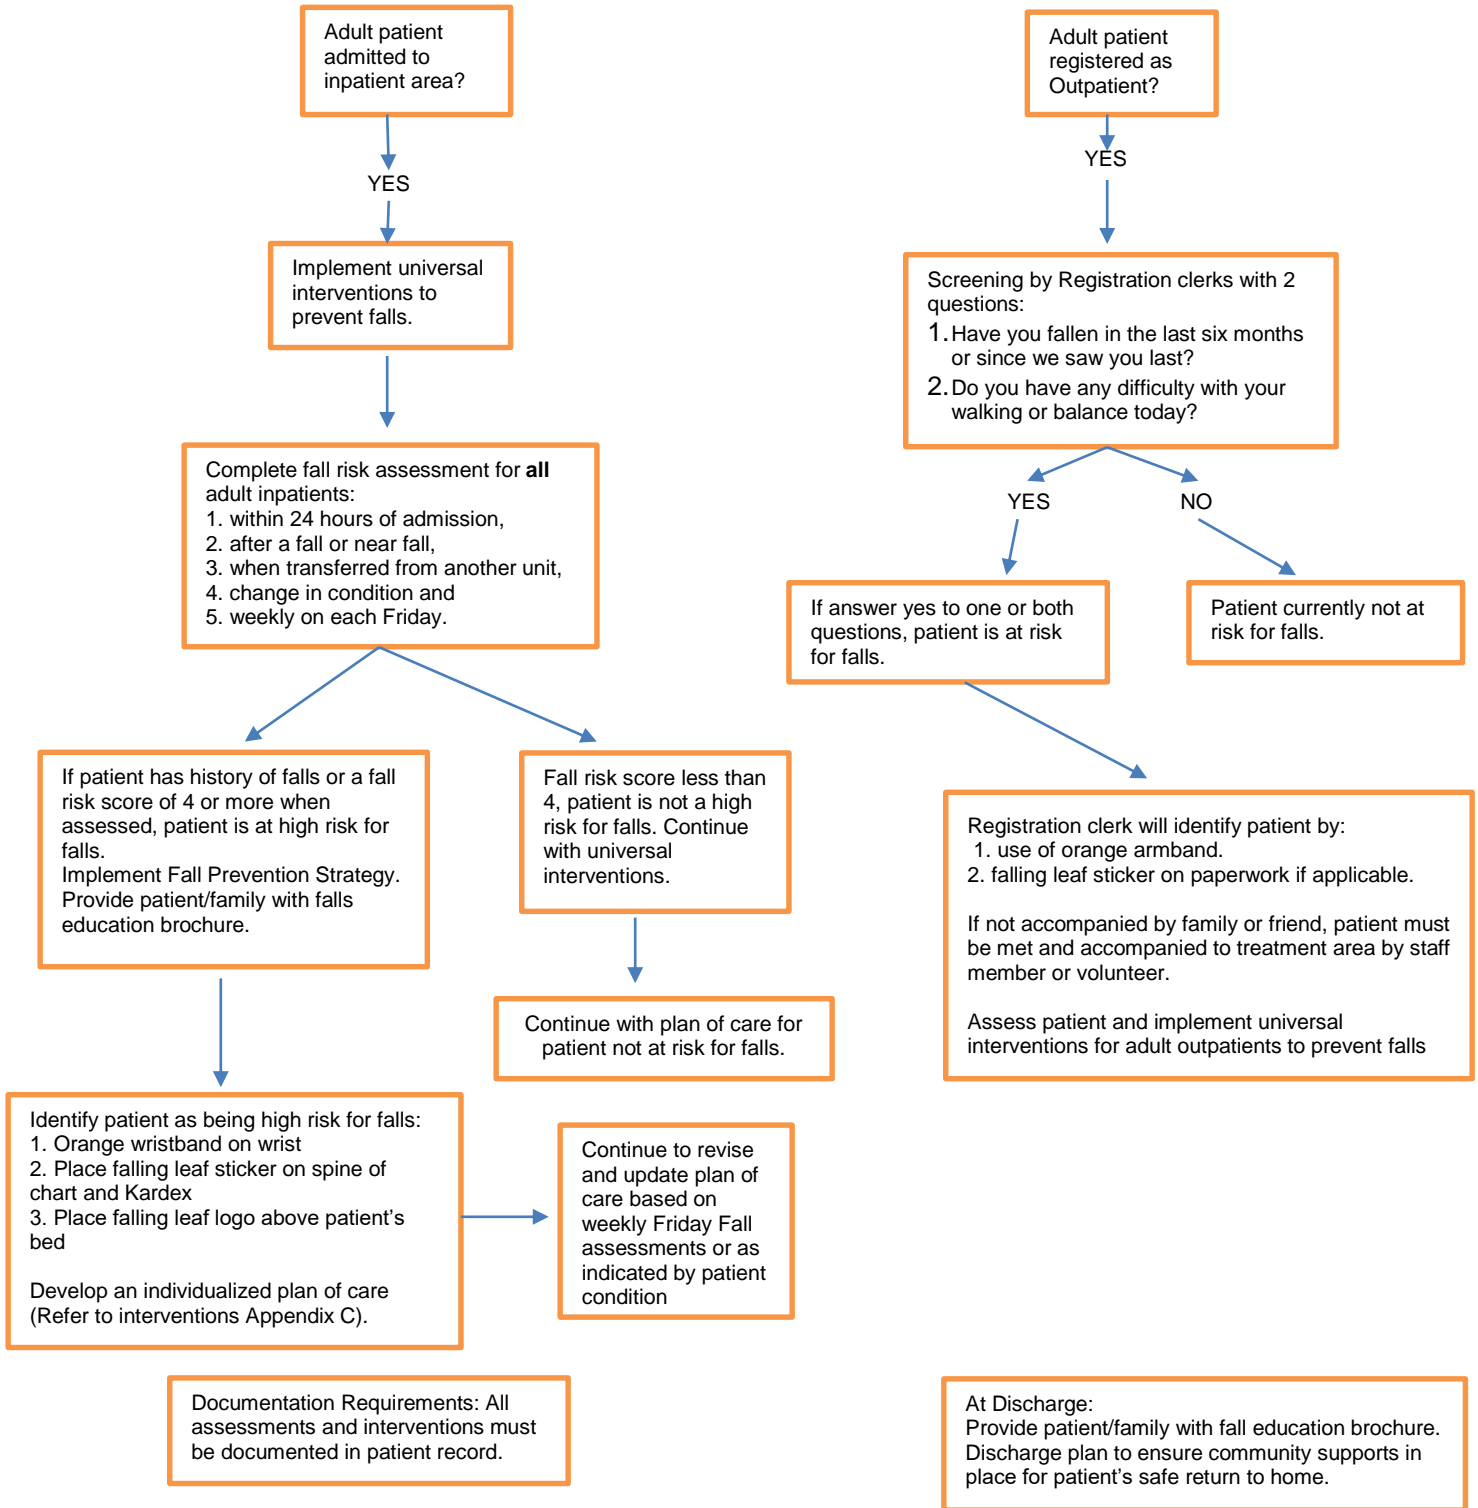 Adult patient
admitted to
inpatient area?
YES
Implement universal
interventions to
prevent falls.
Complete fall risk assessment for all
adult inpatients:
1. within 24 hours of admission,
2. after a fall or near fall,
3. when transferred from another unit,
4. change in condition and
5. weekly on each Friday.
If patient has history of falls or a fall
risk score of 4 or more when
assessed, patient is at high risk for
falls.
Implement Fall Prevention Strategy.
Provide patient/family with falls
education brochure.
Fall risk score less than
4, patient is not a high
risk for falls. Continue
with universal
interventions.
Continue with plan of care for
patient not at risk for falls.
Identify patient as being high risk for falls:
1. Orange wristband on wrist
2. Place falling leaf sticker on spine of
chart and Kardex
3. Place falling leaf logo above patient's
bed
Develop an individualized plan of care
(Refer to interventions Appendix C).
Continue to revise
and update plan of
care based on
weekly Friday Fall
assessments or as
indicated by patient
condition
Documentation Requirements: All
assessments and interventions must
be documented in patient record.
Adult patient
registered as
Outpatient?
YES
Screening by Registration clerks with 2
questions:
1. Have you fallen in the last six months
or since we saw you last?
2. Do you have any difficulty with your
walking or balance today?
YES
NO
If answer yes to one or both
questions, patient is at risk
for falls.
Patient currently not at
risk for falls.
Registration clerk will identify patient by:
1. use of orange armband.
2. falling leaf sticker on paperwork if applicable.
If not accompanied by family or friend, patient must
be met and accompanied to treatment area by staff
member or volunteer.
Assess patient and implement universal
interventions for adult outpatients to prevent falls
At Discharge:
Provide patient/family with fall education brochure.
Discharge plan to ensure community supports in
place for patient's safe return to home.